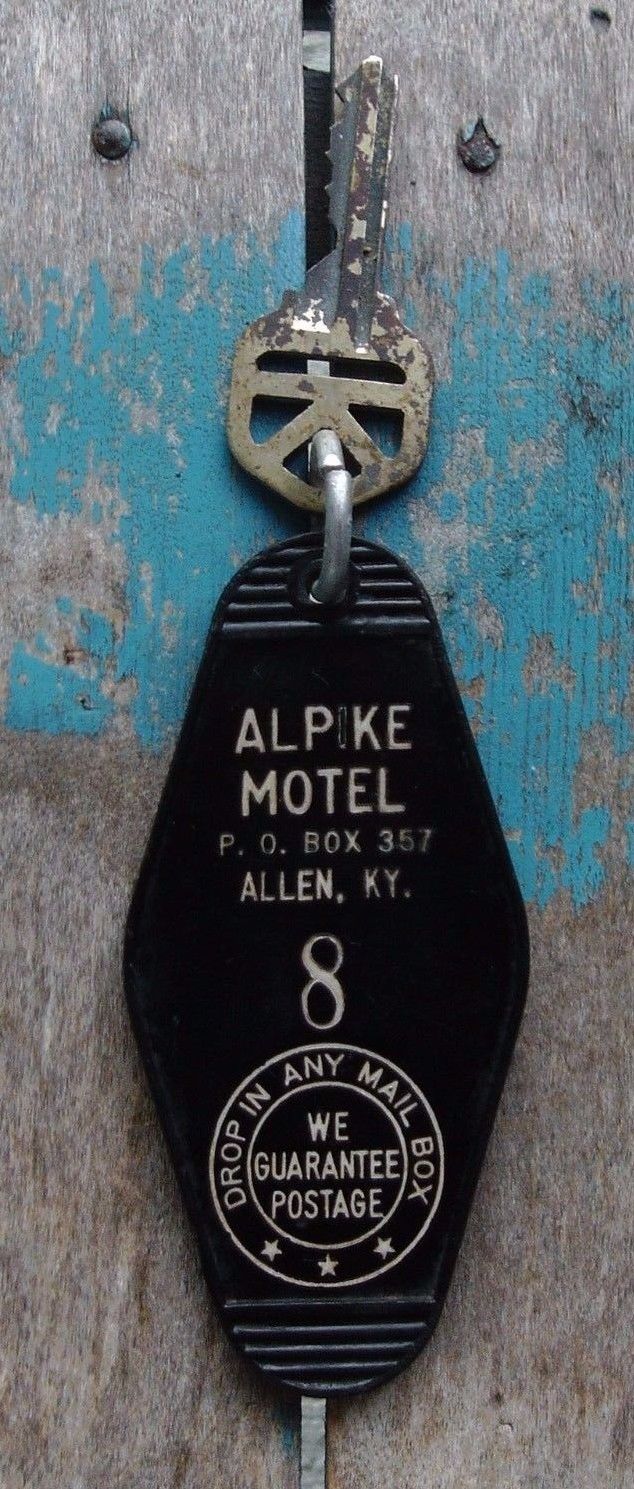 ALPIKE
MOTEL
P. O. BOX 357
ALLEN, KY.
8
DROP IN ANY MAIL BOX
WE
GUARANTEE
POSTAGE